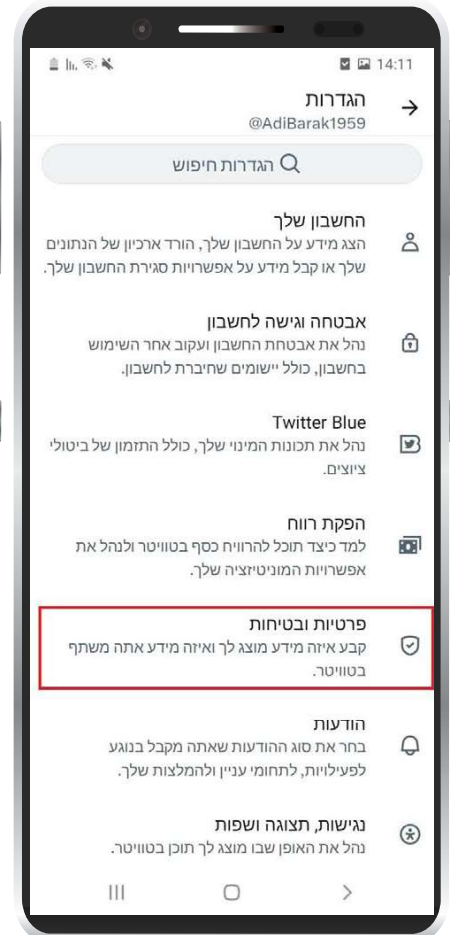 14:11
הגדרות
@AdiBarak1959
הגדרות חיפוש
החשבון שלך
הצג מידע על החשבון שלך, הורד ארכיון של הנתונים
שלך או קבל מידע על אפשרויות סגירת החשבון שלך.
אבטחה וגישה לחשבון
נהל את אבטחת החשבון ועקוב אחר השימוש
בחשבון, כולל יישומים שחיברת לחשבון.
Twitter Blue
נהל את תכונות המינוי שלך, כולל התזמון של ביטולי
ציוצים.
הפקת רווח
למד כיצד תוכל להרוויח כסף בטוויטר ולנהל את
אפשרויות המוניטיזציה שלך.
פרטיות ובטיחות
קבע איזה מידע מוצג לך ואיזה מידע אתה משתף
בטוויטר.
הודעות
בחר את סוג ההודעות שאתה מקבל בנוגע
לפעילויות, לתחומי עניין ולהמלצות שלך.
נגישות, תצוגה ושפות
נהל את האופן שבו מוצג לך תוכן בטוויטר.